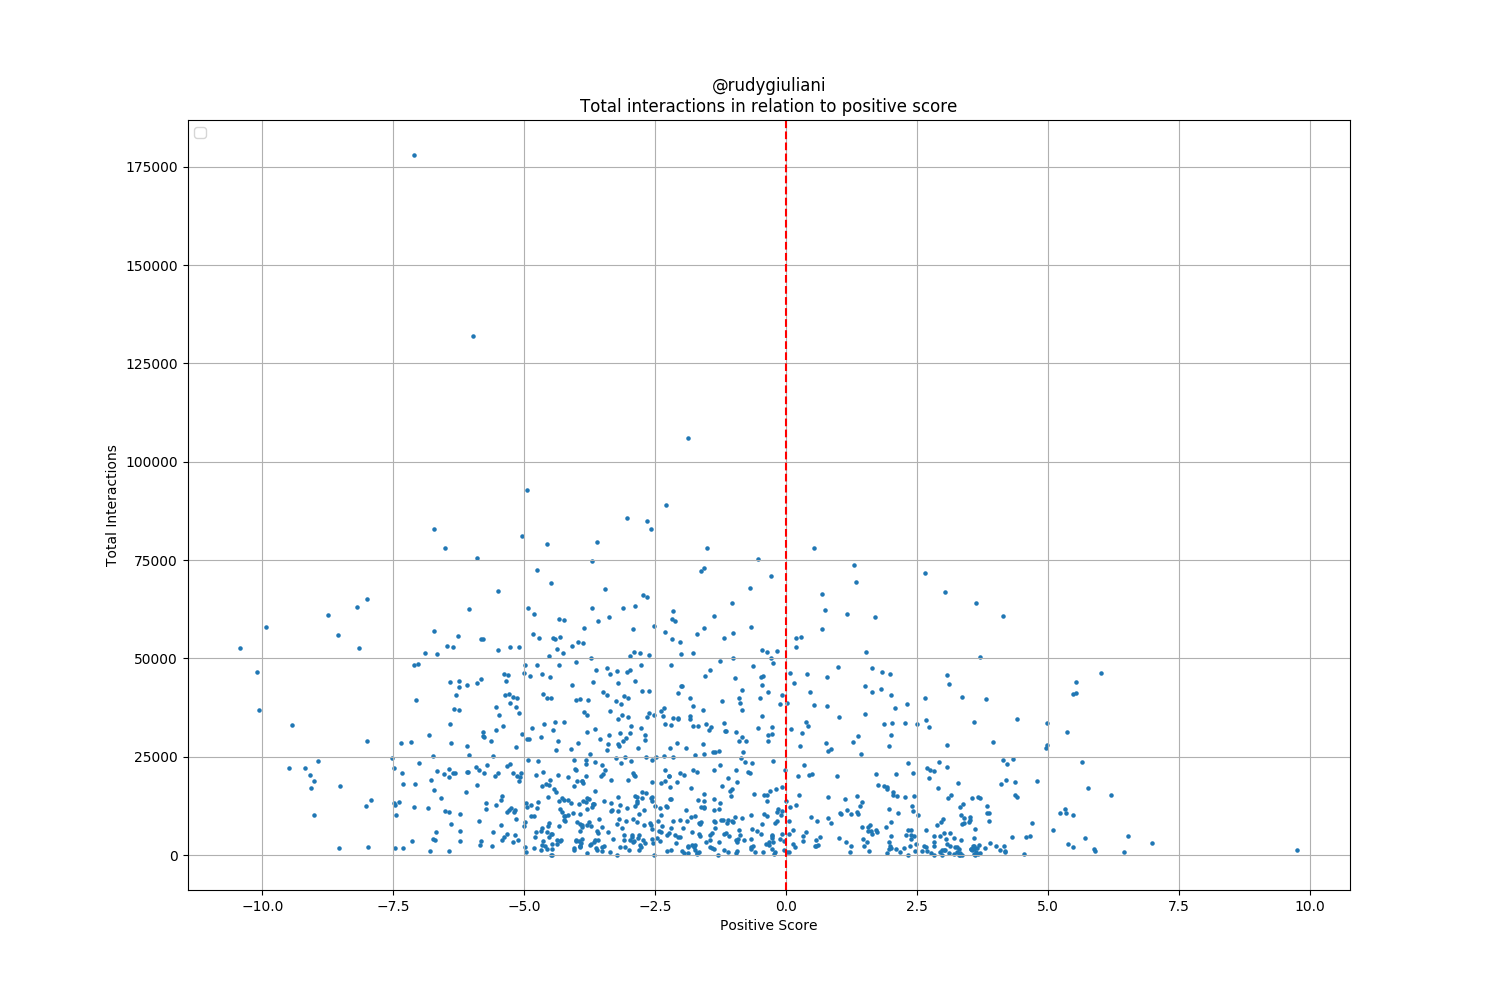 @rudygiuliani
Total interactions in relation to positive score
Total Interactions
175000
150000
125000
100000
75000
50000
25000
0
−10.0 −7.5 −5.0 −2.5 0.0 2.5 5.0 7.5 10.0
Positive Score